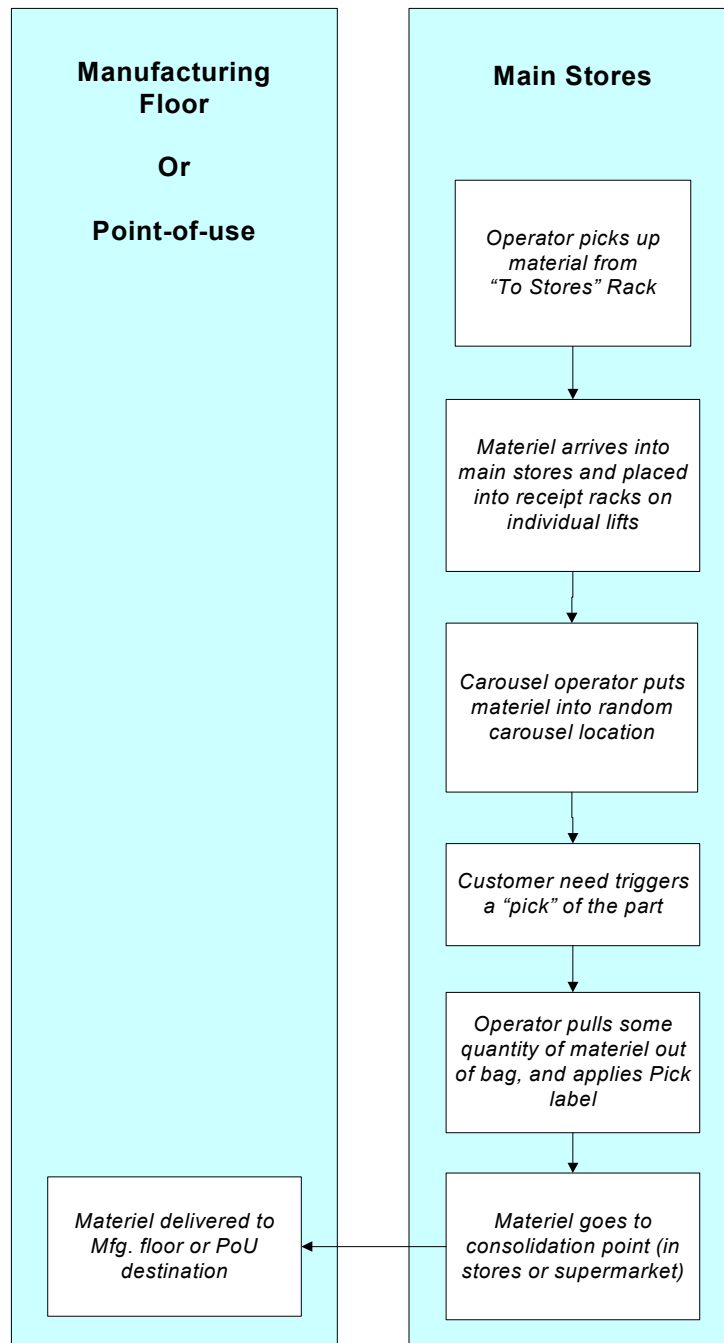 Manufacturing
Floor
Or
Point-of-use
Main Stores
Operator picks up
material from
“To Stores” Rack
Materiel arrives into
main stores and placed
into receipt racks on
individual lifts
Carousel operator puts
materiel into random
carousel location
Customer need triggers
a “pick” of the part
Operator pulls some
quantity of materiel out
of bag, and applies Pick
label
Materiel goes to
consolidation point (in
stores or supermarket)
Materiel delivered to
Mfg. floor or PoU
destination